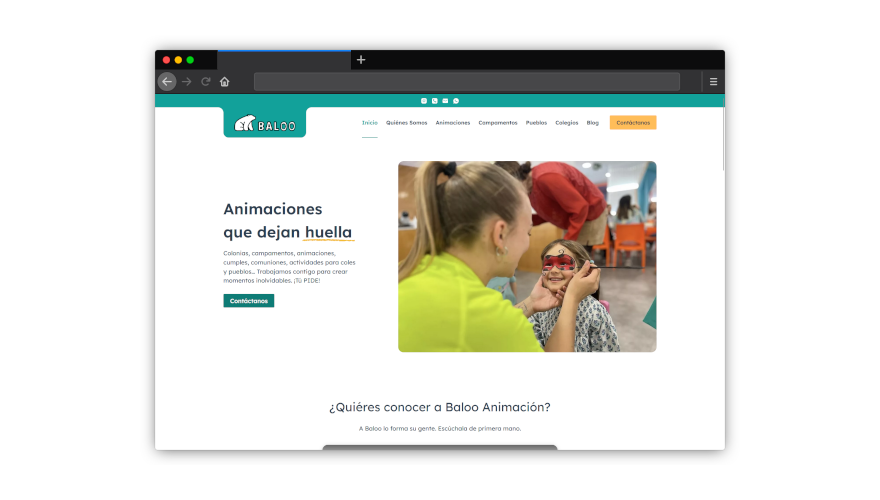 BALOO
Inicio Quiénes Somos Animaciones Campamentos Pueblos Colegios Blog Contáctanos
Animaciones
que dejan huella
Colonias, campamentos, animaciones,
cumples, comuniones, actividades para coles
y pueblos... Trabajamos contigo para crear
momentos inolvidables. ¡Tú PIDE!
Contáctanos
¿Quiéres conocer a Baloo Animación?
A Baloo lo forma su gente. Escúchala de primera mano.